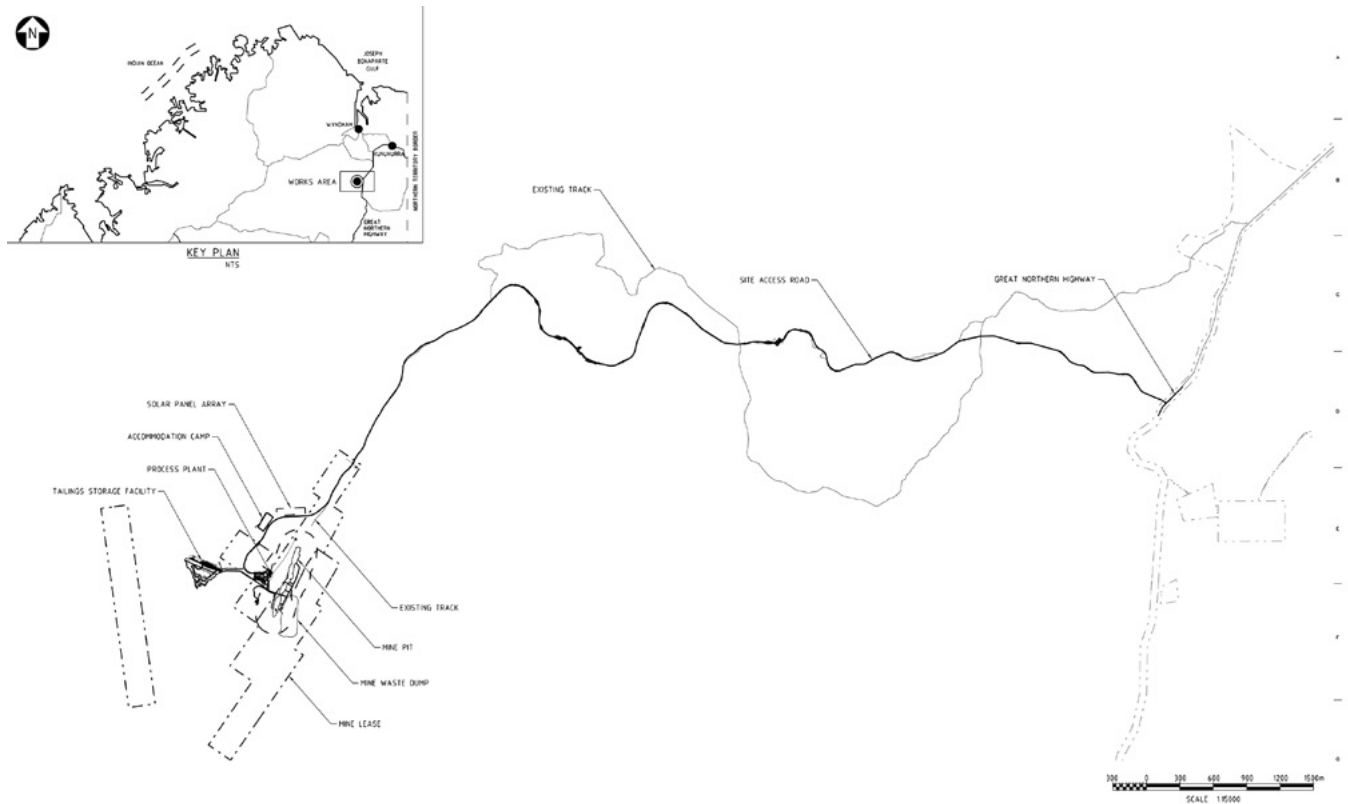 N
INDIAN OCEAN
JOSEPH
BONAPARTE
GULF
WYNDHAM
KUNUNURRA
NORTHERN TERRITORY BORDER
WORKS AREA
GREAT
NORTHERN
HIGHWAY
KEY PLAN
NTS
EXISTING TRACK
SITE ACCESS ROAD
GREAT NORTHERN HIGHWAY
SOLAR PANEL ARRAY
ACCOMMODATION CAMP
PROCESS PLANT
TAILINGS STORAGE FACILITY
EXISTING TRACK
MINE PIT
MINE WASTE DUMP
MINE LEASE
A
B
C
D
E
F
G
300 0 300 600 900 1200 1500m
SCALE 1:15000